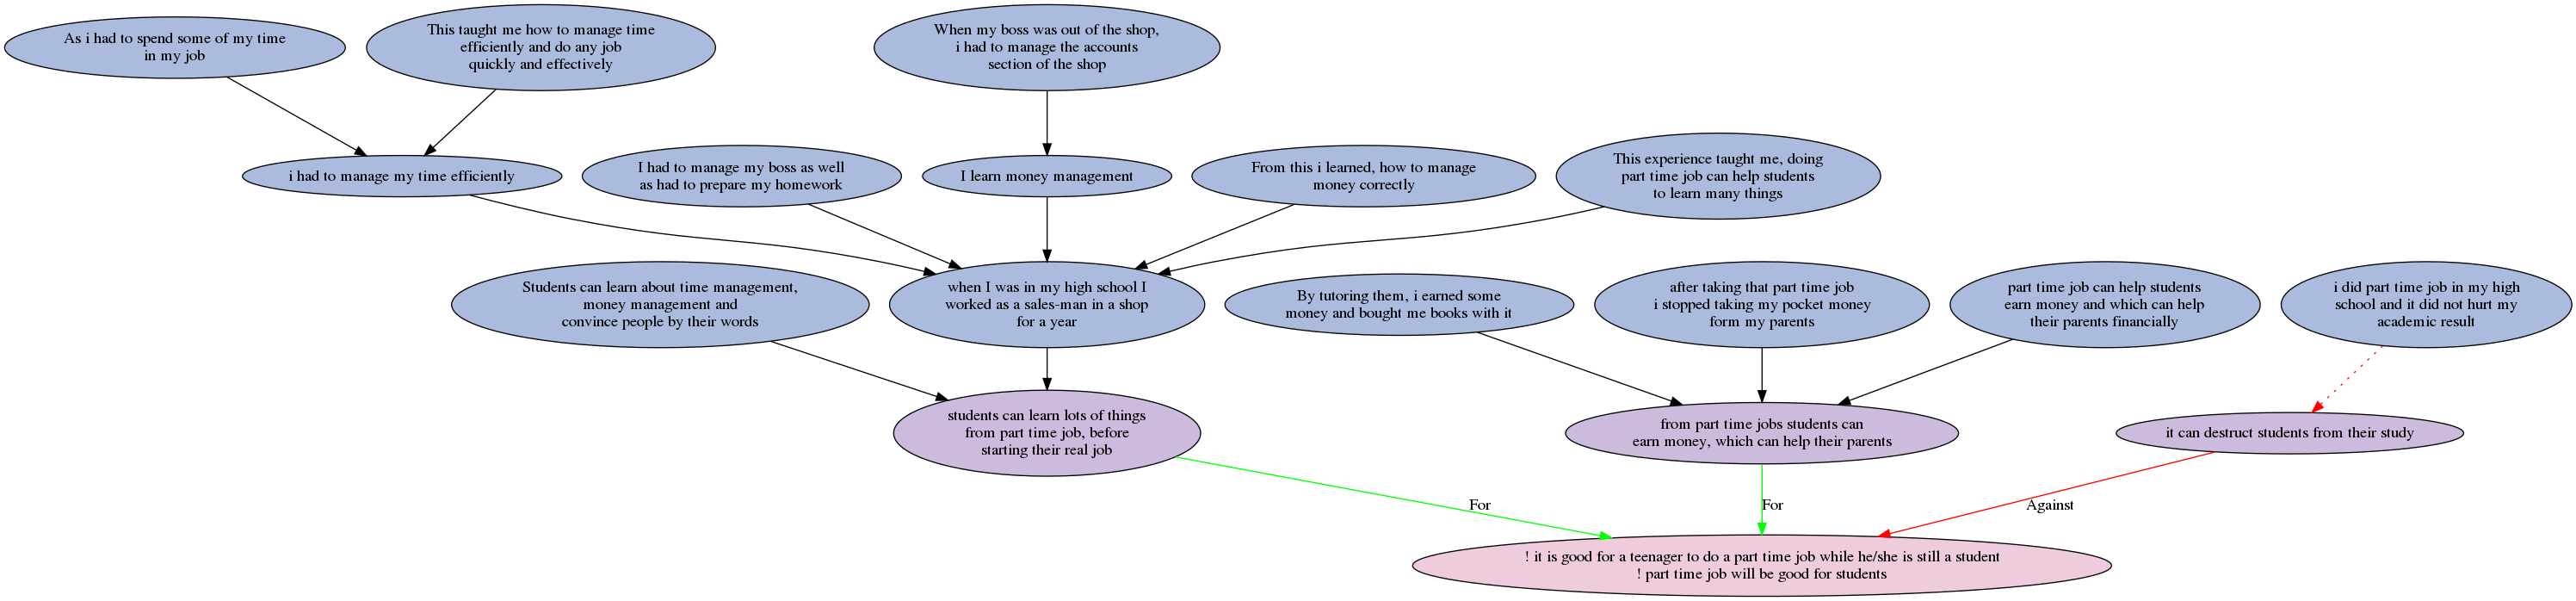 As i had to spend some of my time
in my job
This taught me how to manage time
efficiently and do any job
quickly and effectively
When my boss was out of the shop,
i had to manage the accounts
section of the shop
i had to manage my time efficiently
I had to manage my boss as well
as had to prepare my homework
I learn money management
From this i learned, how to manage
money correctly
This experience taught me, doing
part time job can help students
to learn many things
Students can learn about time management,
money management and
convince people by their words
when I was in my high school I
worked as a sales-man in a shop
for a year
By tutoring them, i earned some
money and bought me books with it
after taking that part time job
i stopped taking my pocket money
form my parents
part time job can help students
earn money and which can help
their parents financially
i did part time job in my high
school and it did not hurt my
academic result
students can learn lots of things
from part time job, before
starting their real job
from part time jobs students can
earn money, which can help their parents
it can destruct students from their study
For
For
Against
! it is good for a teenager to do a part time job while he/she is still a student
! part time job will be good for students